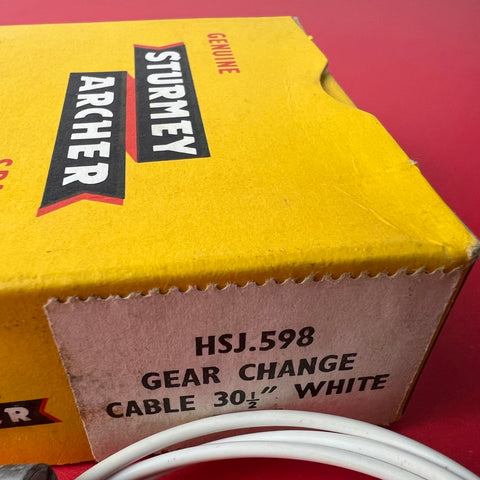 GENUINE
STURMEY
ARCHER
HSJ.598
GEAR CHANGE
CABLE 30½" WHITE